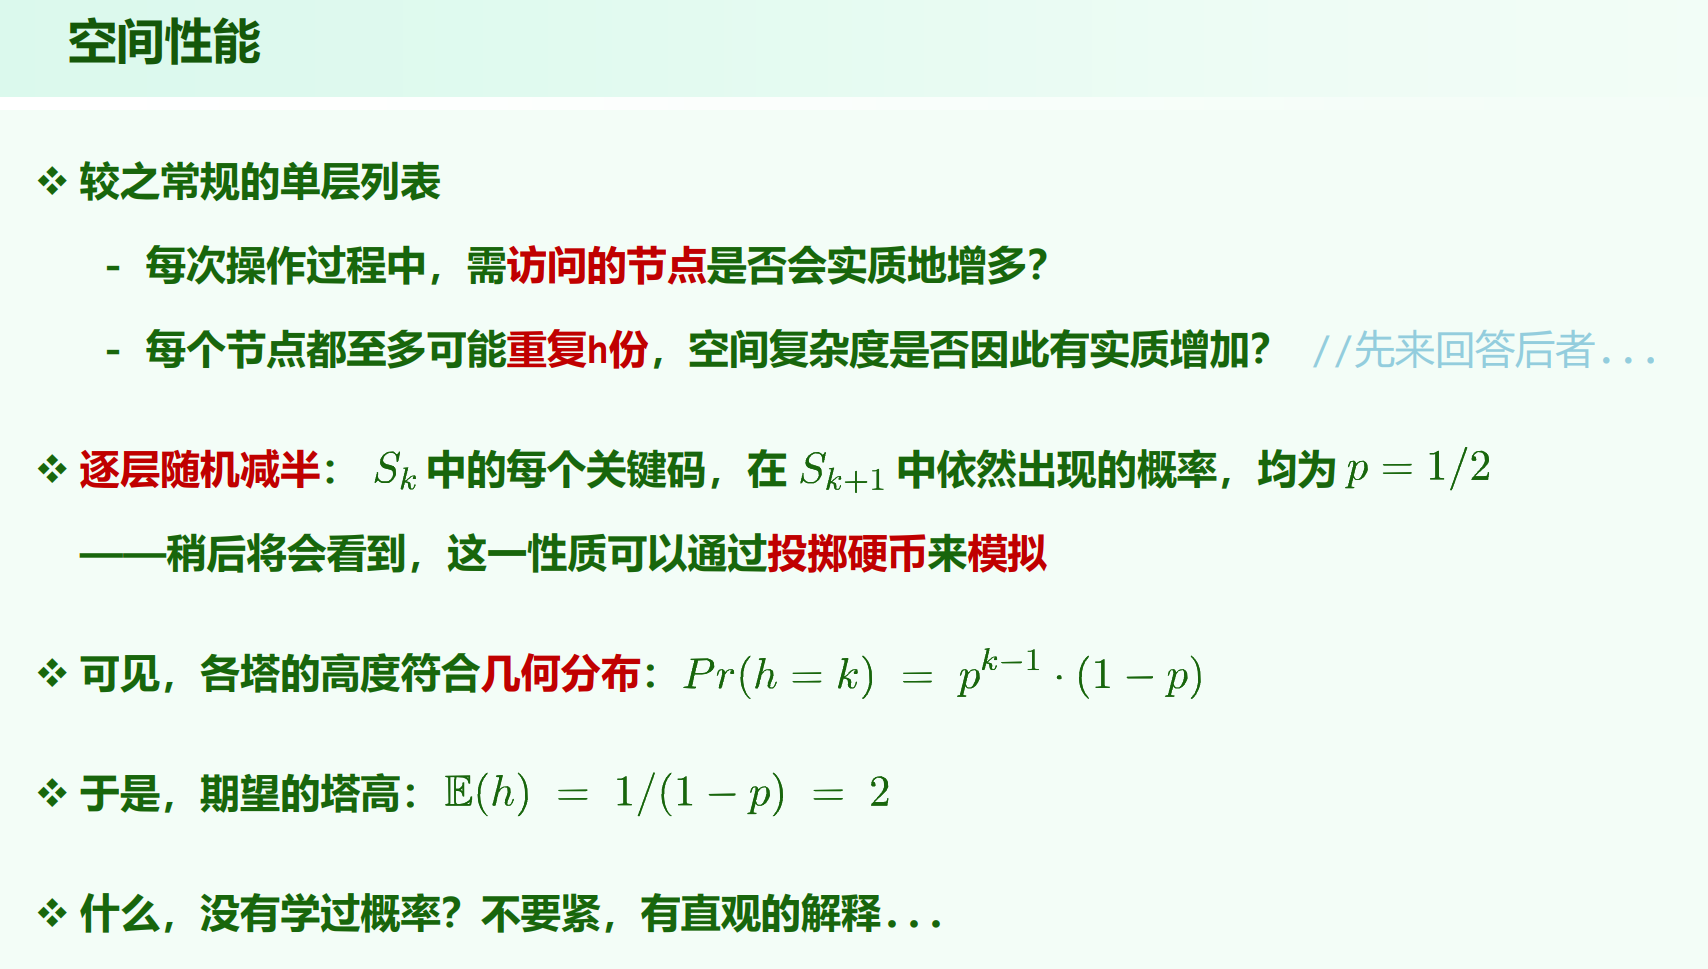 空间性能
❖ 较之常规的单层列表
- 每次操作过程中，需访问的节点是否会实质地增多？
- 每个节点都至多可能重复h份，空间复杂度是否因此有实质增加？ //先来回答后者...
❖ 逐层随机减半： $S_k$ 中的每个关键码，在 $S_{k+1}$ 中依然出现的概率，均为 $p = 1/2$
——稍后将会看到，这一性质可以通过投掷硬币来模拟
❖ 可见，各塔的高度符合几何分布： $Pr(h = k) = p^{k-1} \cdot (1 - p)$
❖ 于是，期望的塔高： $\mathbb{E}(h) = 1/(1 - p) = 2$
❖ 什么，没有学过概率？不要紧，有直观的解释...